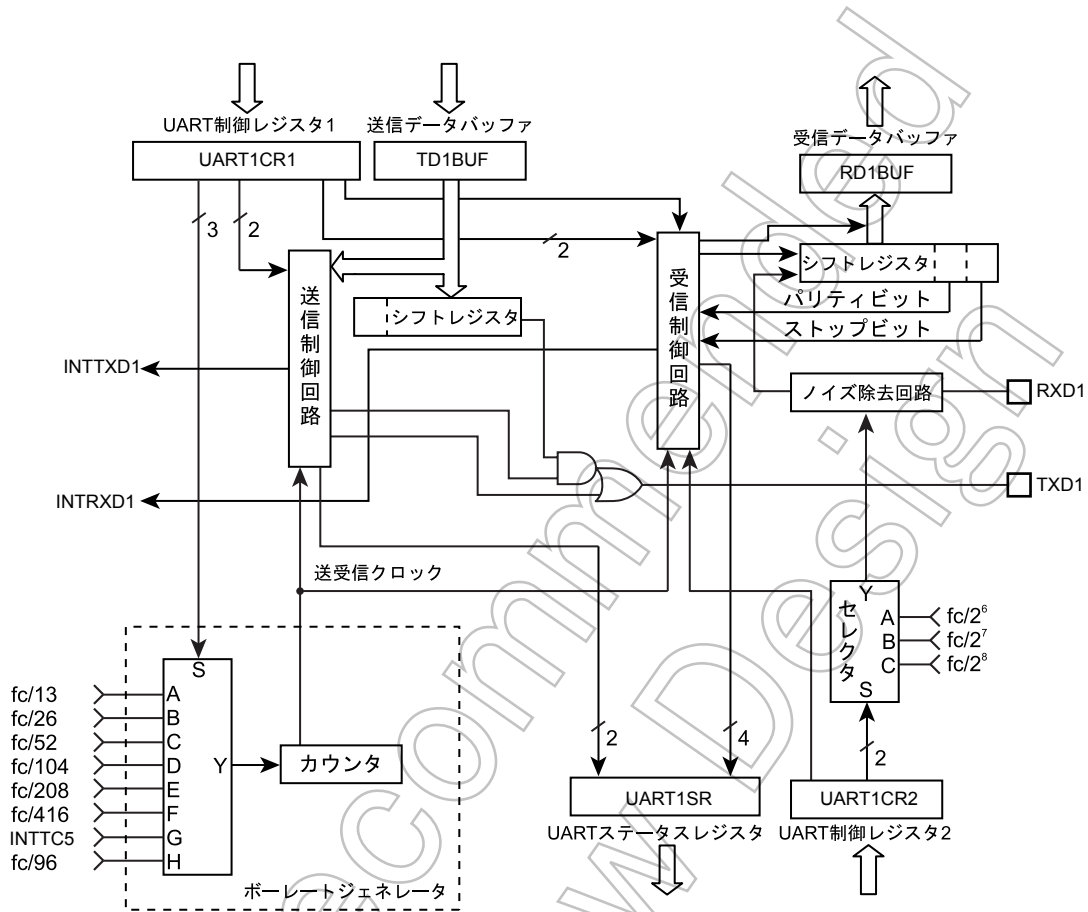 UART制御レジスタ1
送信データバッファ
受信データバッファ
UART1CR1
TD1BUF
RD1BUF
3
2
2
送信制御回路
受信制御回路
シフトレジスタ
シフトレジスタ
パリティビット
ストップビット
INTTXD1
ノイズ除去回路
RXD1
INTRXD1
TXD1
送受信クロック
Y
セレクタ
A
B
C
S
fc/2⁶
fc/2⁷
fc/2⁸
S
fc/13
A
fc/26
B
fc/52
C
fc/104
D
Y
カウンタ
fc/208
E
fc/416
F
INTTC5
G
fc/96
H
ボーレートジェネレータ
2
4
2
UART1SR
UART1CR2
UARTステータスレジスタ
UART制御レジスタ2
ecommended
w Design